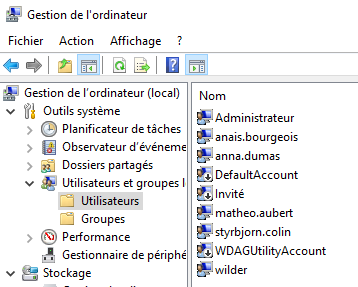 Gestion de l'ordinateur
Fichier Action Affichage ?
Gestion de l'ordinateur (local)
Outils système
Planificateur de tâches
Observateur d'événeme
Dossiers partagés
Utilisateurs et groupes l
Utilisateurs
Groupes
Performance
Gestionnaire de périphé
Stockage
Nom
Administrateur
anais.bourgeois
anna.dumas
DefaultAccount
Invité
matheo.aubert
styrbjorn.colin
WDAGUtilityAccount
wilder